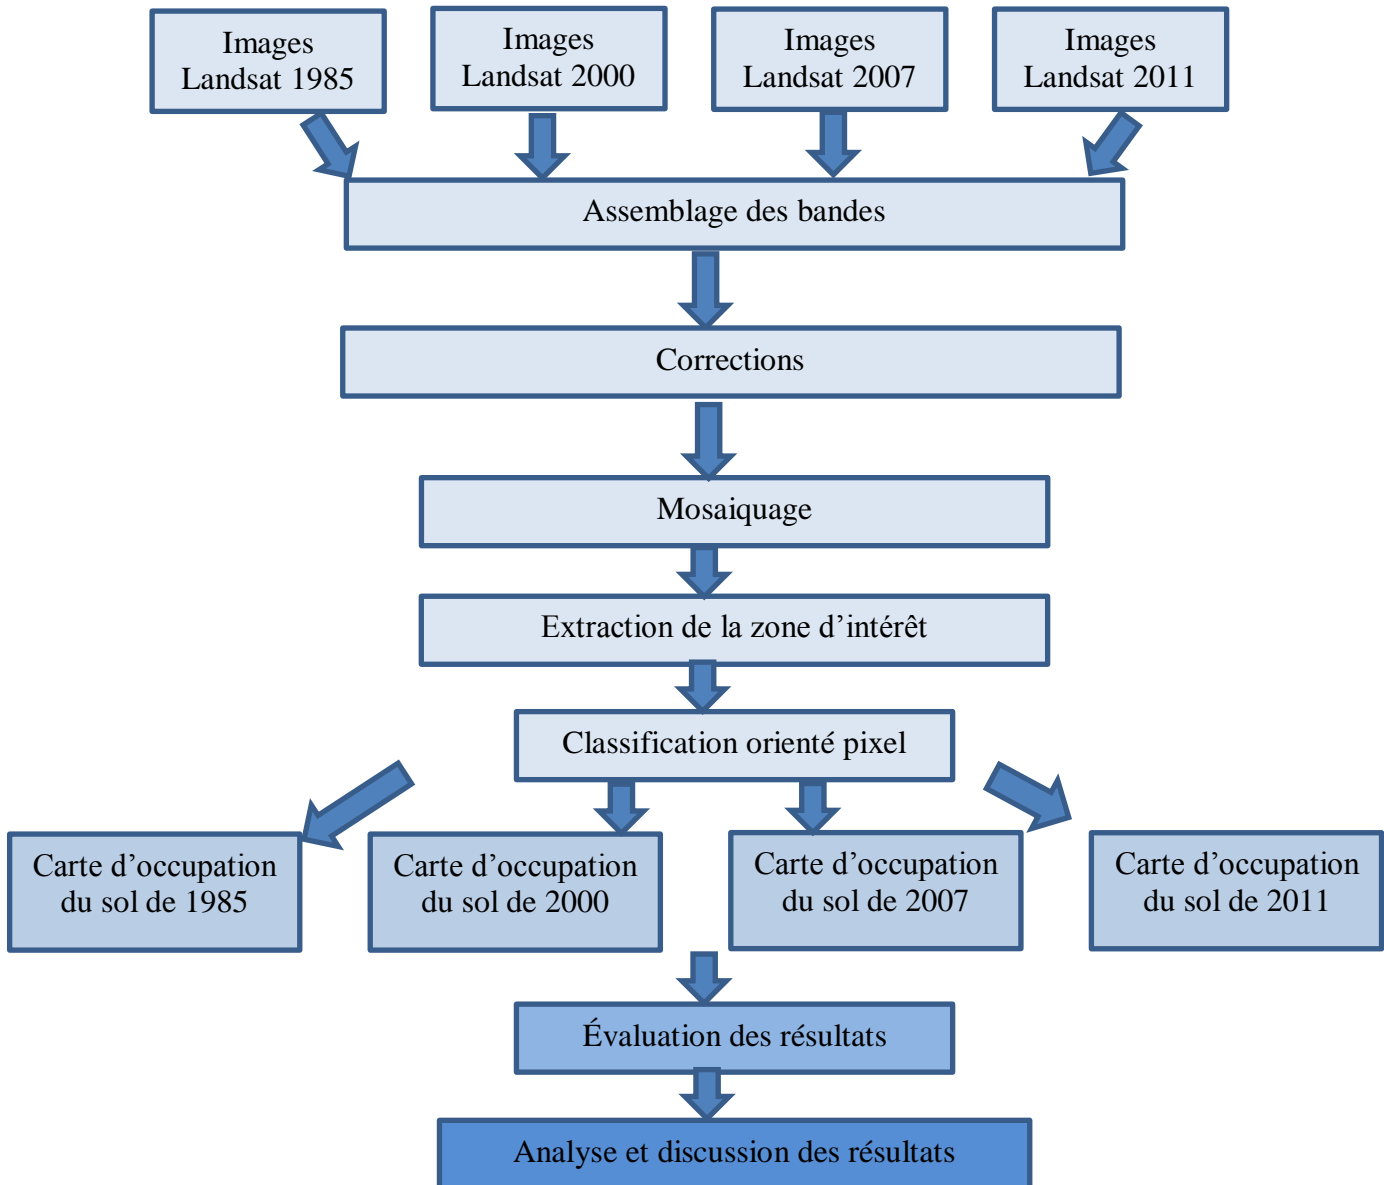 Images
Landsat 1985
Images
Landsat 2000
Images
Landsat 2007
Images
Landsat 2011
Assemblage des bandes
Corrections
Mosaiquage
Extraction de la zone d’intérêt
Classification orienté pixel
Carte d’occupation
du sol de 1985
Carte d’occupation
du sol de 2000
Carte d’occupation
du sol de 2007
Carte d’occupation
du sol de 2011
Évaluation des résultats
Analyse et discussion des résultats